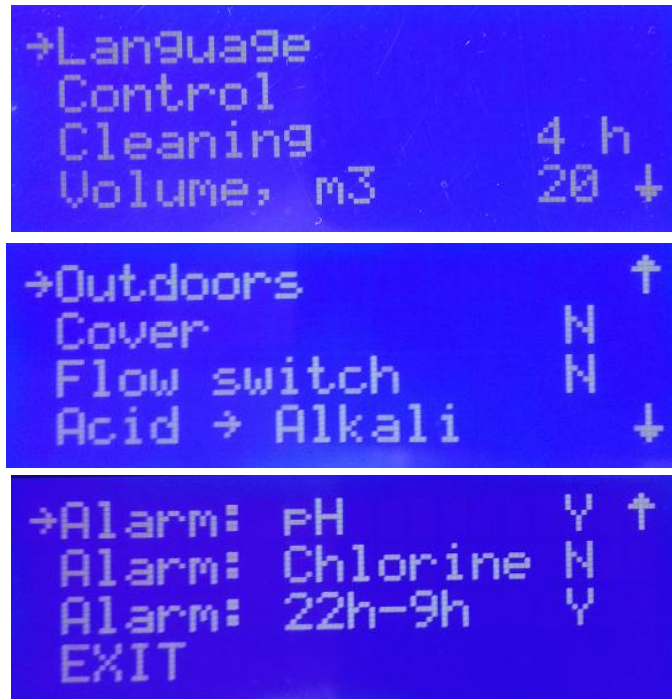 →Language
Control
Cleaning 4 h
Volume, m3 20 ↓
→Outdoors ↑
Cover N
Flow switch N
Acid → Alkali ↓
→Alarm: pH Y ↑
Alarm: Chlorine N
Alarm: 22h-9h Y
EXIT